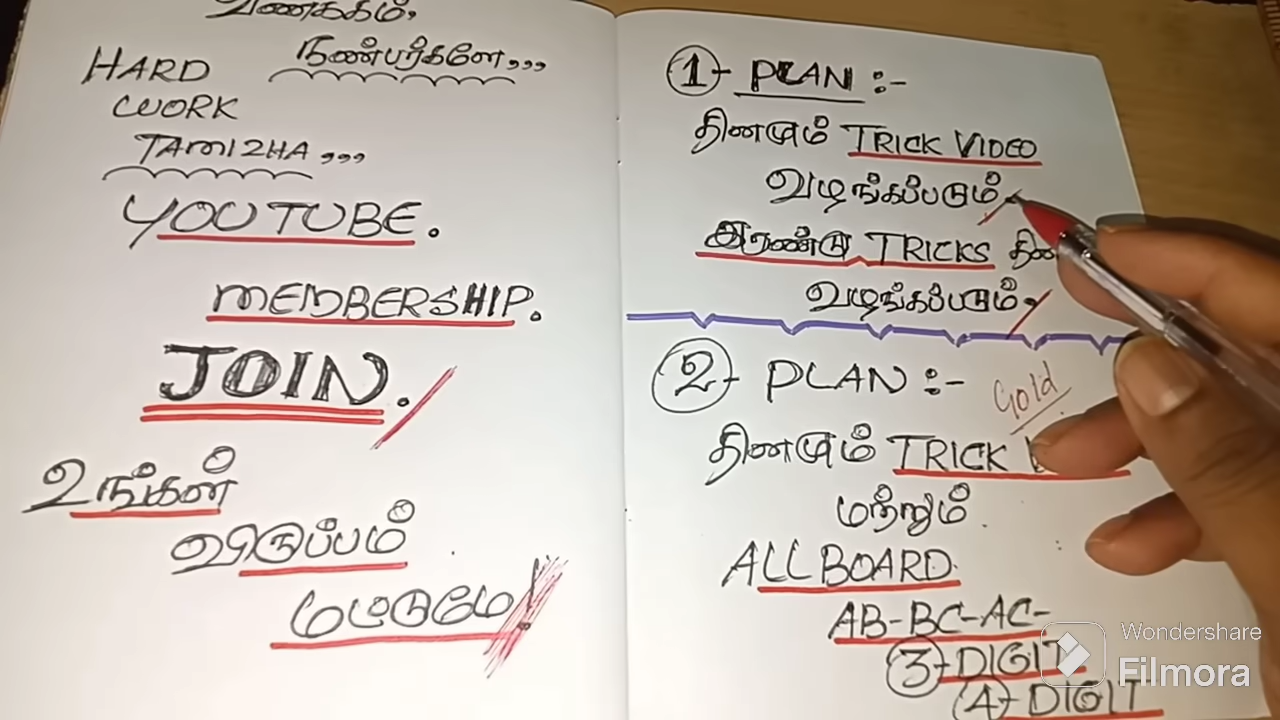 வணக்கம்,
நண்பர்களே,,,
HARD
WORK
TAMIZHA,,,
YOUTUBE.
MEMBERSHIP.
JOIN.
உங்கள்
விருப்பம்
மட்டுமே!
1- PLAN :-
தினமும் TRICK VIDEO
வழங்கப்படும்.
இரண்டு TRICKS
வழங்கப்படும்.
2- PLAN :-
Gold
தினமும் TRICK
மற்றும்
ALL BOARD.
AB-BC-AC-
3-DIGIT
4-DIGIT
Wondershare
Filmora